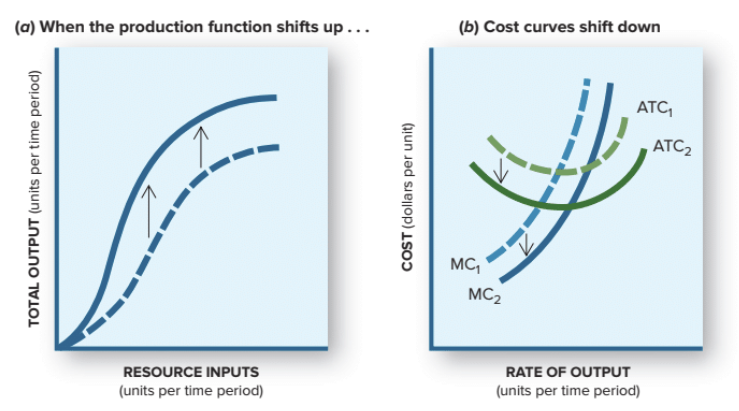 (a) When the production function shifts up . . .
TOTAL OUTPUT (units per time period)
RESOURCE INPUTS
(units per time period)
(b) Cost curves shift down
COST (dollars per unit)
ATC₁
ATC₂
MC₁
MC₂
RATE OF OUTPUT
(units per time period)